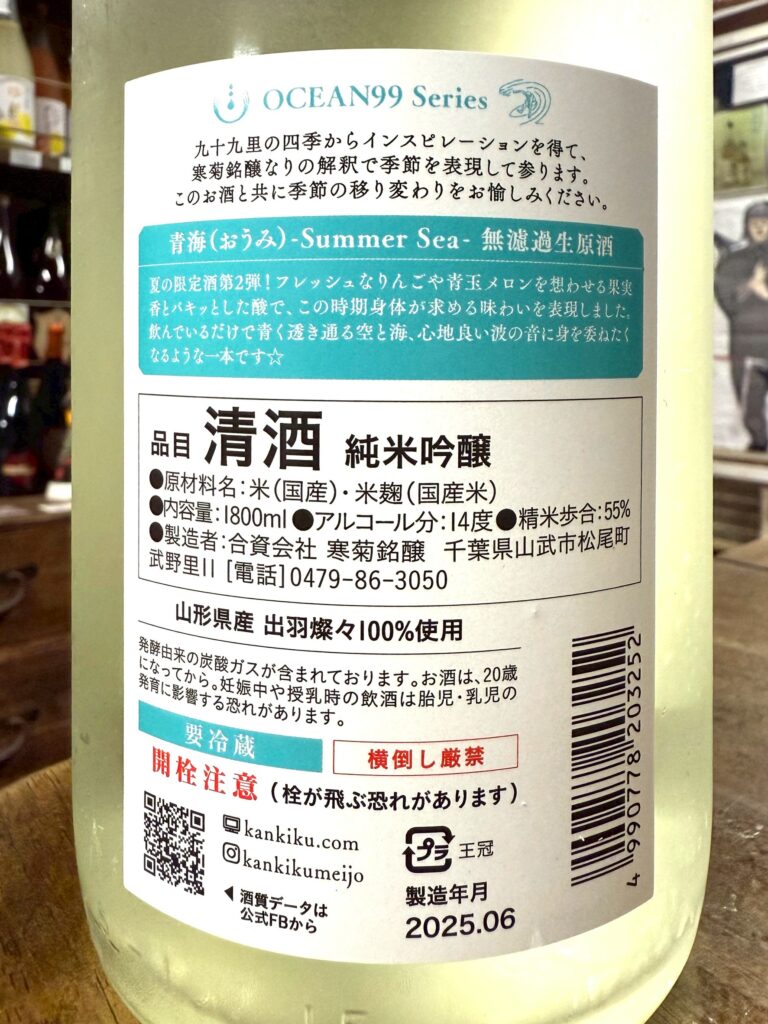 OCEAN99 Series
九十九里の四季からインスピレーションを得て、
寒菊銘醸なりの解釈で季節を表現して参ります。
このお酒と共に季節の移り変わりをお愉しみください。
青海(おうみ)-Summer Sea- 無濾過生原酒
夏の限定酒第2弾!フレッシュなりんごや青玉メロンを想わせる果実
香とバキッとした酸で、この時期身体が求める味わいを表現しました。
飲んでいるだけで青く透き通る空と海、心地良い波の音に身を委ねたく
なるような一本です☆
品目 清酒 純米吟醸
●原材料名:米(国産)・米麹(国産米)
●内容量:1800ml ●アルコール分:14度 ●精米歩合:55%
●製造者:合資会社 寒菊銘醸 千葉県山武市松尾町
武野里11 [電話]0479-86-3050
山形県産 出羽燦々100%使用
発酵由来の炭酸ガスが含まれております。お酒は、20歳
になってから。妊娠中や授乳時の飲酒は胎児・乳児の
発育に影響する恐れがあります。
要冷蔵
横倒し厳禁
開栓注意(栓が飛ぶ恐れがあります)
kankiku.com
kankikumeijo
◀酒質データは
公式FBから
プラ 王冠
製造年月
2025.06
4 990778 203252